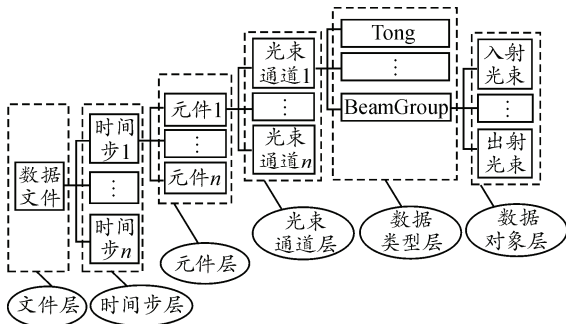 数据
文件
时间
步1
⋮
时间
步n
元件1
⋮
元件n
光束
通道1
⋮
光束
通道n
Tong
⋮
BeamGroup
入射
光束
⋮
出射
光束
文件层
时间步层
元件层
光束
通道层
数据
类型层
数据
对象层